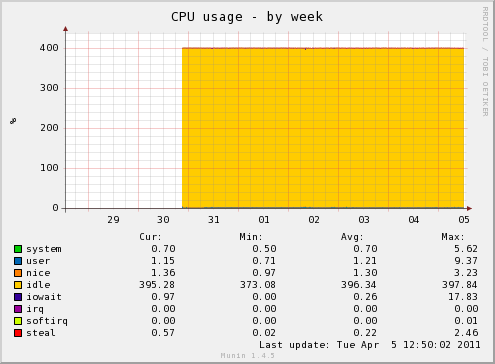 CPU usage - by week
RRDTOOL / TOBI OETIKER
400
300
200
100
0
%
29 30 31 01 02 03 04 05
Cur: Min: Avg: Max:
system 0.70 0.50 0.70 5.62
user 1.15 0.71 1.21 9.37
nice 1.36 0.97 1.30 3.23
idle 395.28 373.08 396.34 397.84
iowait 0.97 0.00 0.26 17.83
irq 0.00 0.00 0.00 0.00
softirq 0.00 0.00 0.00 0.01
steal 0.57 0.02 0.22 2.46
Last update: Tue Apr 5 12:50:02 2011
Munin 1.4.5